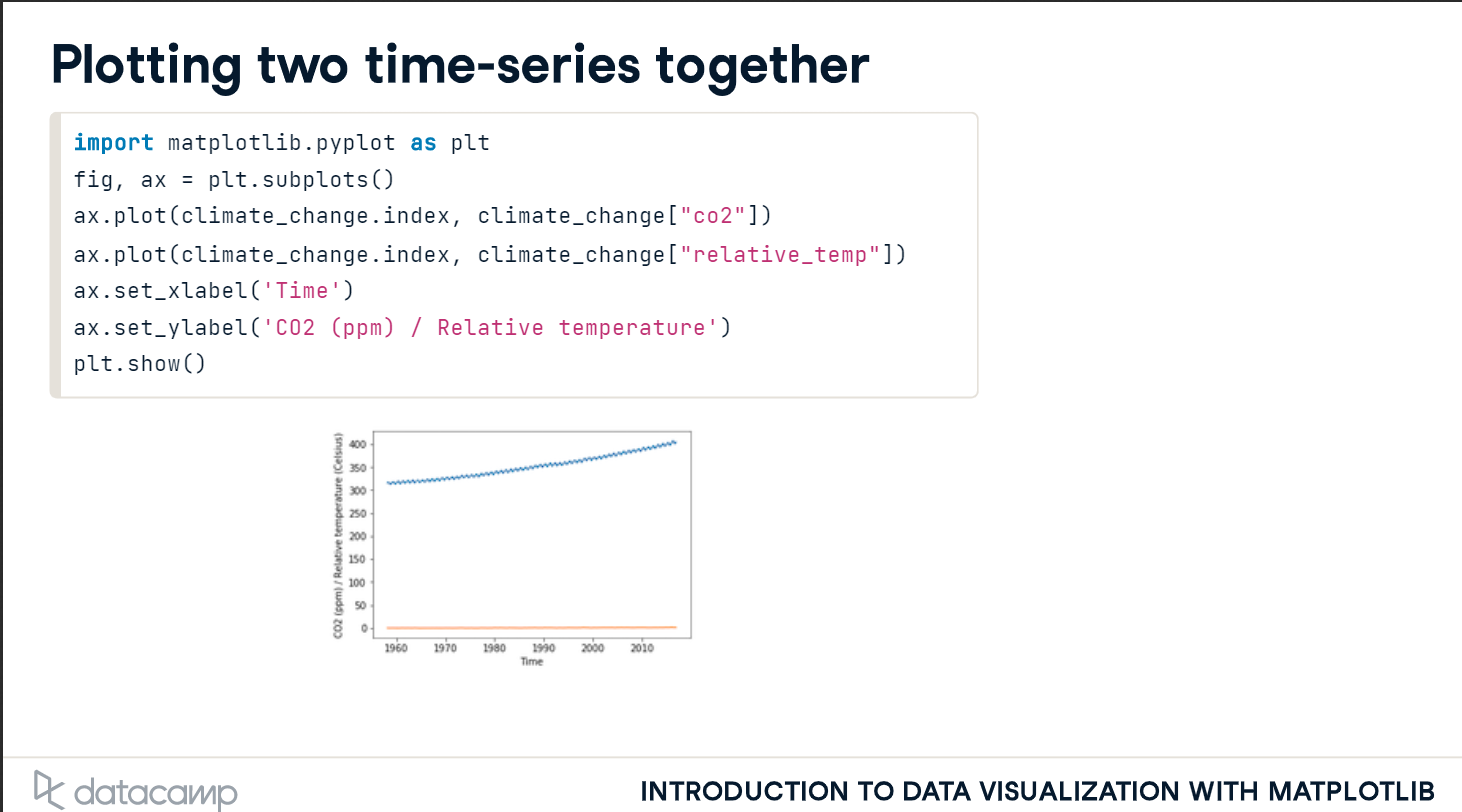 Plotting two time-series together
import matplotlib.pyplot as plt
fig, ax = plt.subplots()
ax.plot(climate_change.index, climate_change["co2"])
ax.plot(climate_change.index, climate_change["relative_temp"])
ax.set_xlabel('Time')
ax.set_ylabel('CO2 (ppm) / Relative temperature')
plt.show()
CO2 (ppm) / Relative temperature (Celsius)
400
350
300
250
200
150
100
50
0
1960 1970 1980 1990 2000 2010
Time
datacamp
INTRODUCTION TO DATA VISUALIZATION WITH MATPLOTLIB